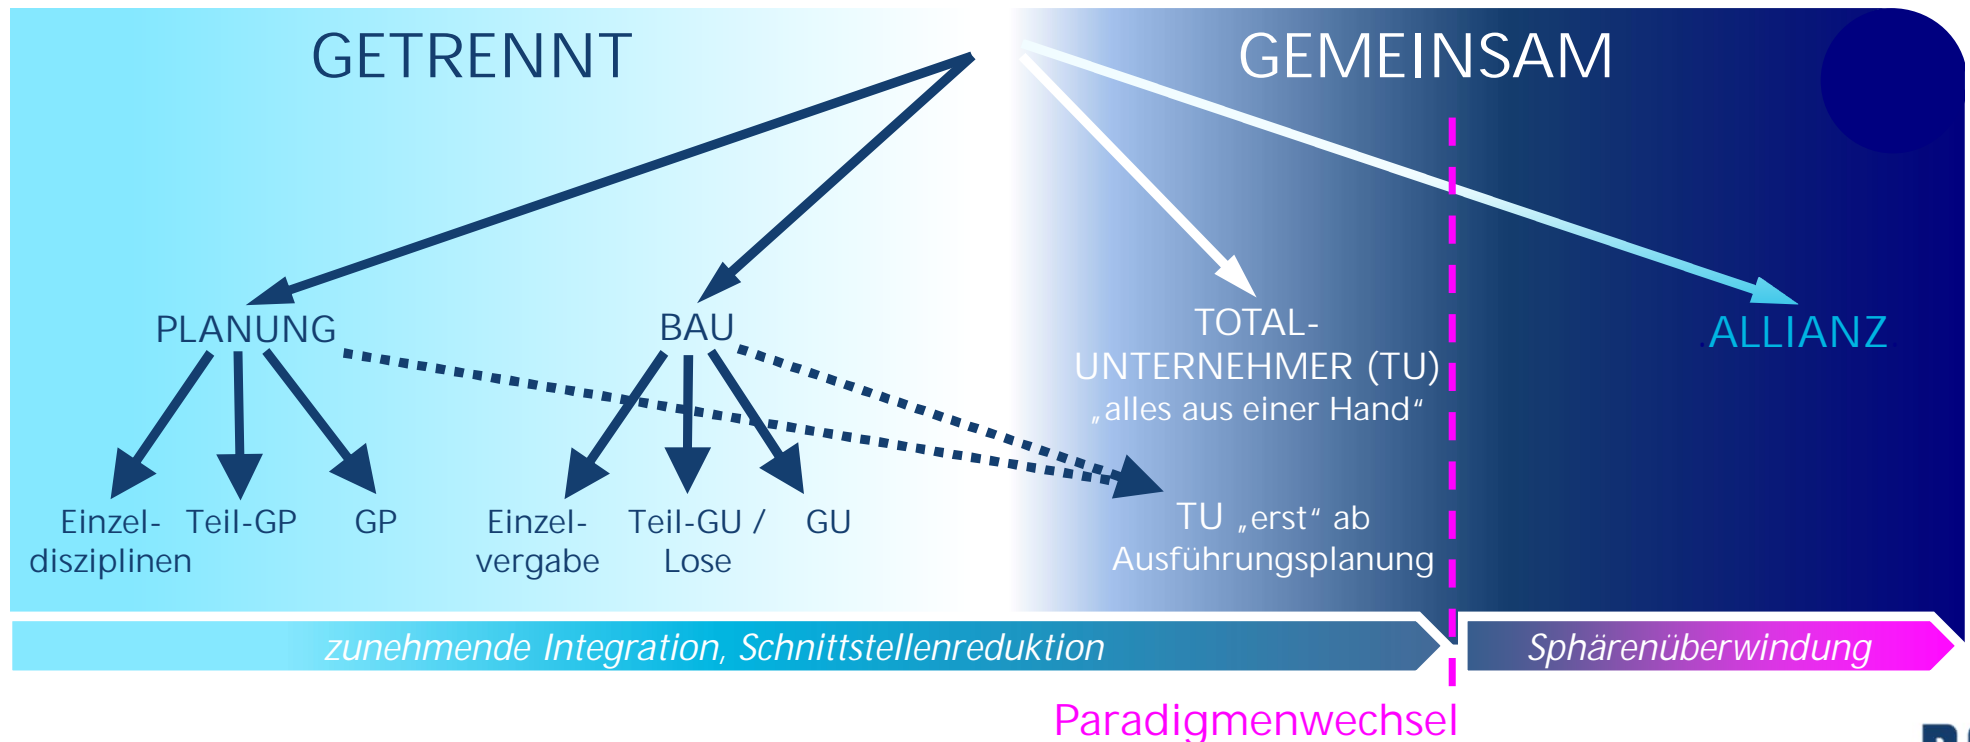 GETRENNT
GEMEINSAM
PLANUNG
BAU
TOTAL-
UNTERNEHMER (TU)
„alles aus einer Hand“
ALLIANZ
Einzel-
disziplinen
Teil-GP
GP
Einzel-
vergabe
Teil-GU /
Lose
GU
TU „erst“ ab
Ausführungsplanung
zunehmende Integration, Schnittstellenreduktion
Sphärenüberwindung
Paradigmenwechsel